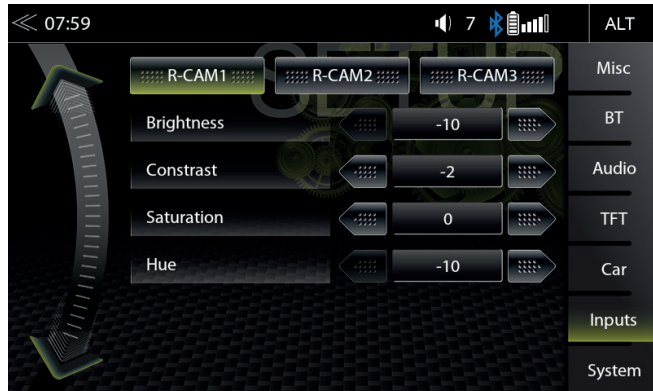 07:59 7 ALT
SETUP
R-CAM1 R-CAM2 R-CAM3 Misc
Brightness -10 BT
Constrast -2 Audio
Saturation 0 TFT
Hue -10 Car
Inputs
System